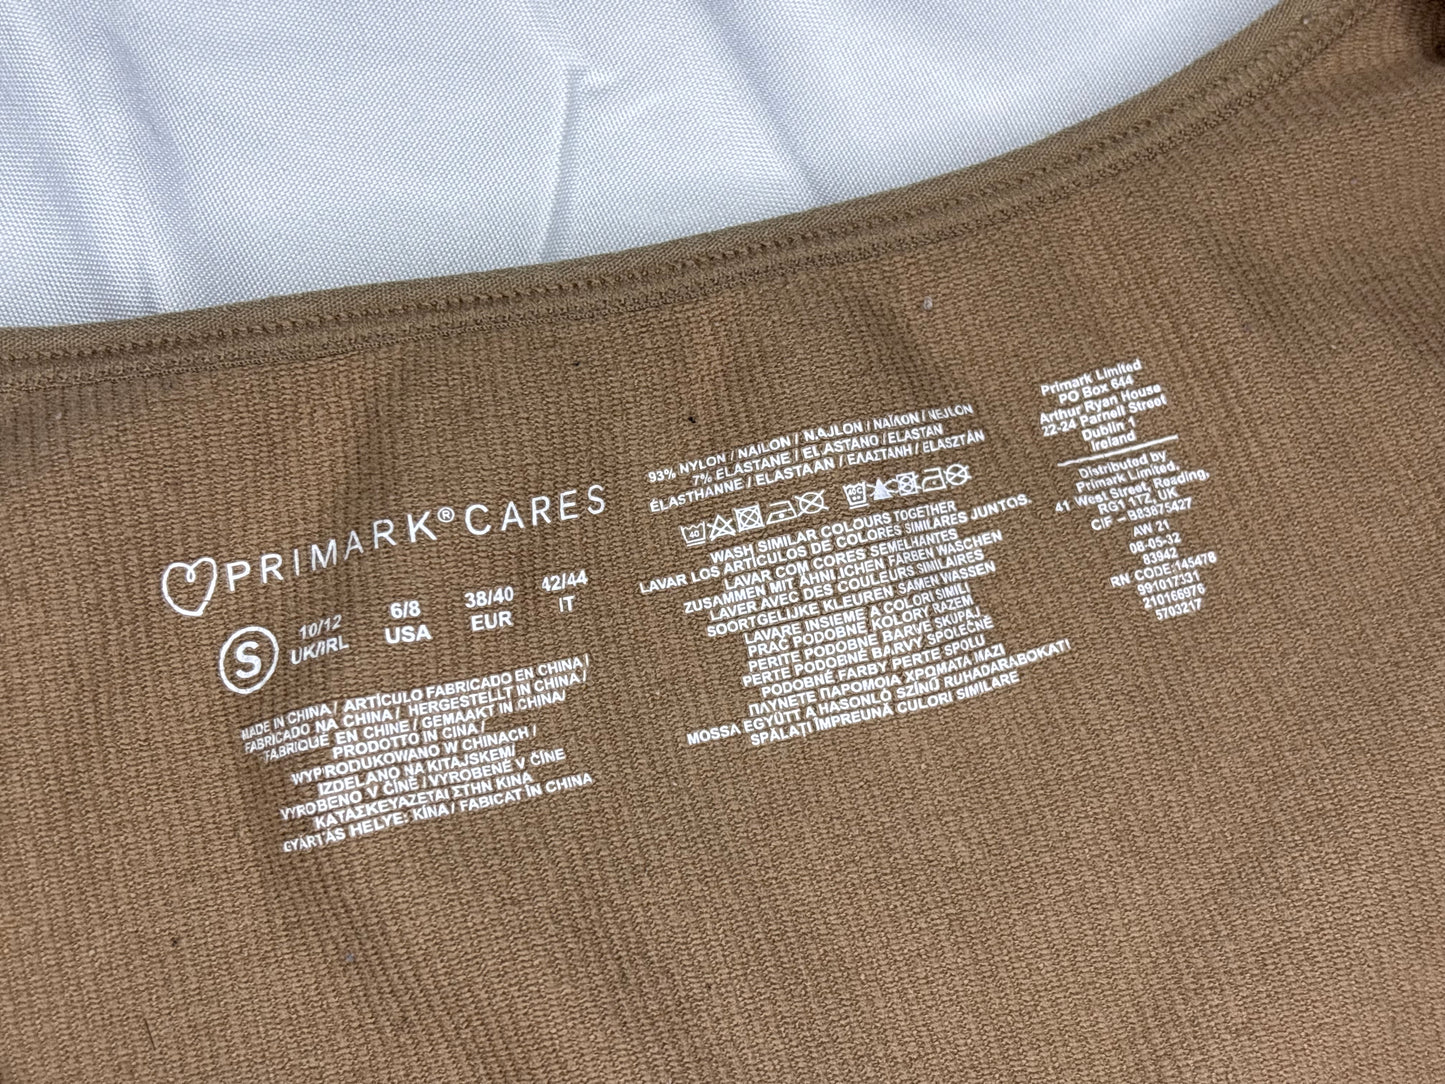 PRIMARK® CARES
S
10/12
UK/IRL
6/8
USA
38/40
EUR
42/44
IT
MADE IN CHINA / ARTÍCULO FABRICADO EN CHINA /
FABRICADO NA CHINA / HERGESTELLT IN CHINA /
FABRIQUÉ EN CHINE / GEMAAKT IN CHINA/
PRODOTTO IN CINA /
WYPRODUKOWANO W CHINACH /
IZDELANO NA KITAJSKEM/
VYROBENO V ČÍNĚ / VYROBENÉ V ČÍNE
ΚΑΤΑΣΚΕΥΑΖΕΤΑΙ ΣΤΗΝ ΚΙΝΑ
GYÁRTÁS HELYE: KÍNA / FABICAT ÎN CHINA
93% NYLON / NAILON / NAJLON / ΝΑΪΛΟΝ / NEJLON
7% ELASTANE / ELASTANO / ELASTAN
ÉLASTHANNE / ELASTAAN / ΕΛΑΣΤΑΝΗ / ELASZTÁN
40
40C
WASH SIMILAR COLOURS TOGETHER
LAVAR LOS ARTÍCULOS DE COLORES SIMILARES JUNTOS.
LAVAR COM CORES SEMELHANTES
ZUSAMMEN MIT ÄHNLICHEN FARBEN WASCHEN
LAVER AVEC DES COULEURS SIMILAIRES
SOORTGELIJKE KLEUREN SAMEN WASSEN
LAVARE INSIEME A COLORI SIMILI
PRAĆ PODOBNE KOLORY RAZEM
PERITE PODOBNE BARVE SKUPAJ
PERTE PODOBNÉ BARVY SPOLEČNĚ
PODOBNÉ FARBY PERTE SPOLU
ΠΛΥΝΕΤΕ ΠΑΡΟΜΟΙΑ ΧΡΩΜΑΤΑ ΜΑΖΙ
MOSSA EGYÜTT A HASONLÓ SZÍNŰ RUHADARABOKAT!
SPĂLAȚI ÎMPREUNĂ CULORI SIMILARE
Primark Limited
PO Box 644
Arthur Ryan House
22-24 Parnell Street
Dublin 1
Ireland
Distributed by
Primark Limited,
41 West Street, Reading,
RG1 1TZ, UK
CIF – B83875427
AW 21
08-05-32
83942
RN CODE:145478
991017331
210166976
5703217